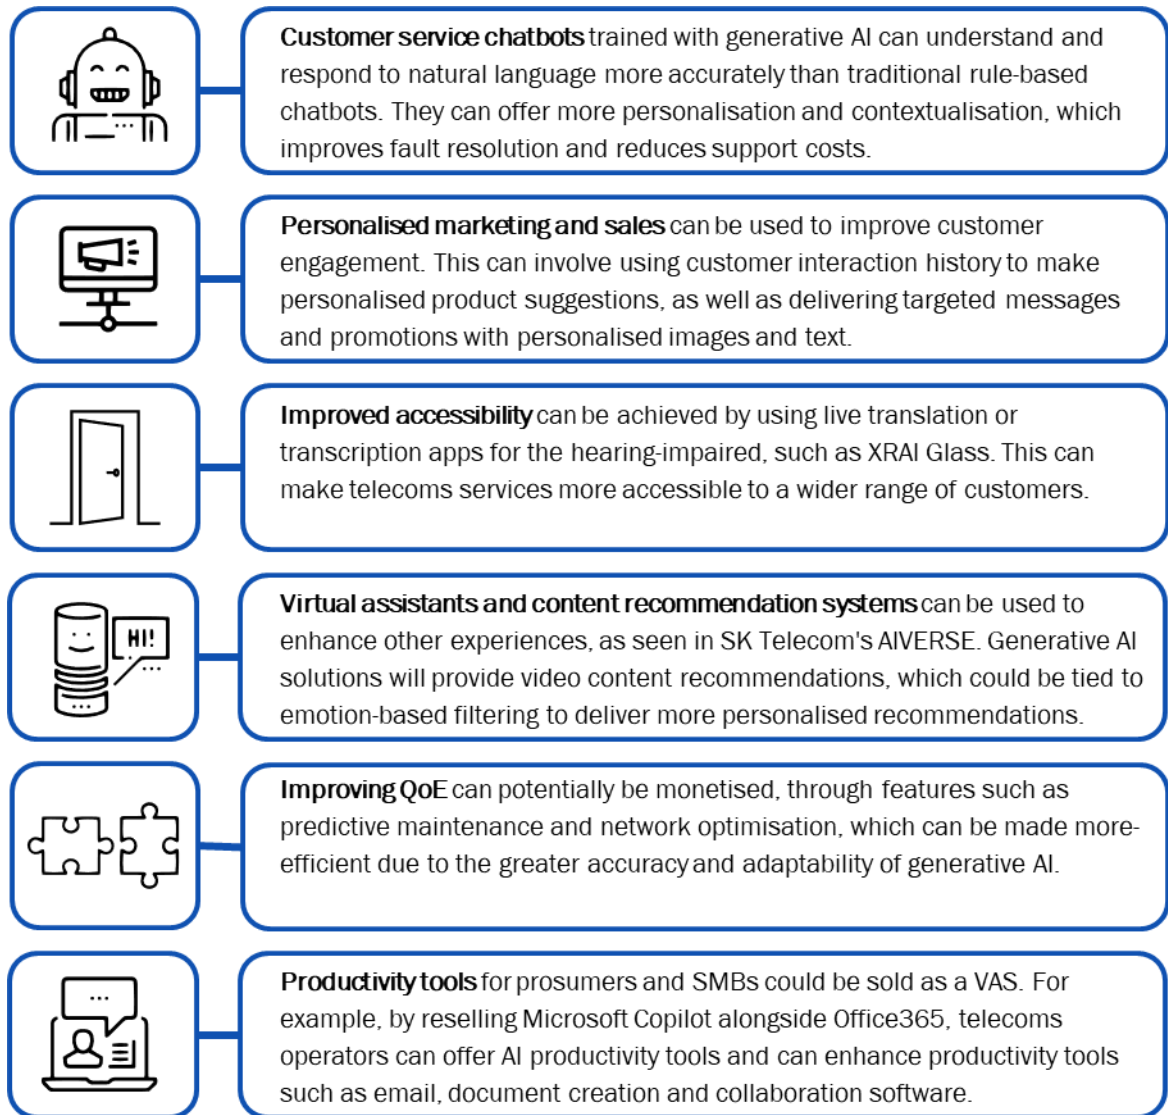 Customer service chatbots trained with generative AI can understand and
respond to natural language more accurately than traditional rule-based
chatbots. They can offer more personalisation and contextualisation, which
improves fault resolution and reduces support costs.
Personalised marketing and sales can be used to improve customer
engagement. This can involve using customer interaction history to make
personalised product suggestions, as well as delivering targeted messages
and promotions with personalised images and text.
Improved accessibility can be achieved by using live translation or
transcription apps for the hearing-impaired, such as XRAI Glass. This can
make telecoms services more accessible to a wider range of customers.
HI!
Virtual assistants and content recommendation systems can be used to
enhance other experiences, as seen in SK Telecom's AIVERSE. Generative AI
solutions will provide video content recommendations, which could be tied to
emotion-based filtering to deliver more personalised recommendations.
Improving QoE can potentially be monetised, through features such as
predictive maintenance and network optimisation, which can be made more-
efficient due to the greater accuracy and adaptability of generative AI.
Productivity tools for prosumers and SMBs could be sold as a VAS. For
example, by reselling Microsoft Copilot alongside Office365, telecoms
operators can offer AI productivity tools and can enhance productivity tools
such as email, document creation and collaboration software.